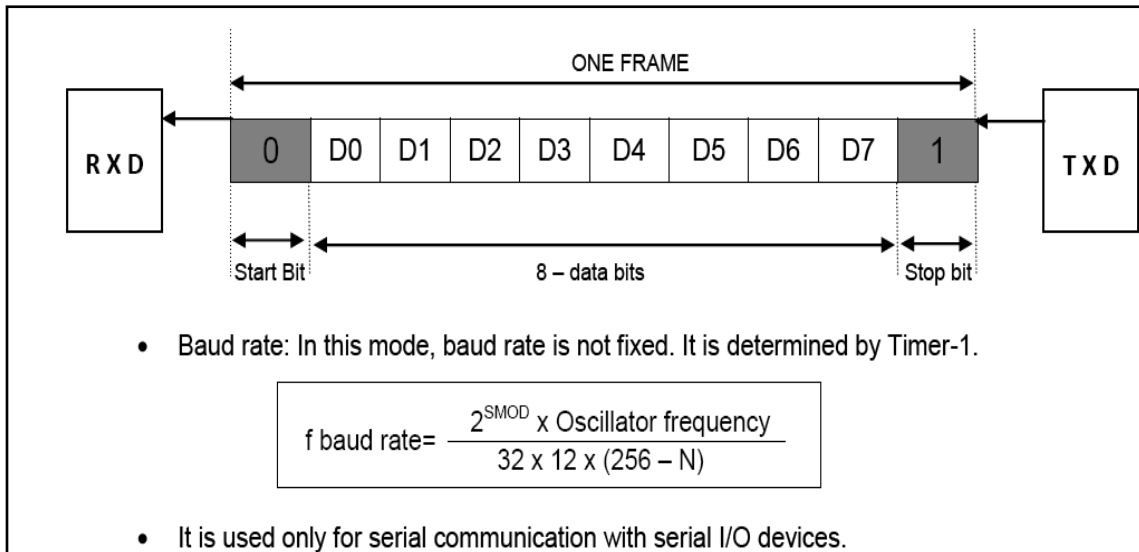 ONE FRAME
R X D
0 D0 D1 D2 D3 D4 D5 D6 D7 1
T X D
Start Bit 8 – data bits Stop bit
• Baud rate: In this mode, baud rate is not fixed. It is determined by Timer-1.
f baud rate= 2^SMOD x Oscillator frequency
32 x 12 x (256 – N)
• It is used only for serial communication with serial I/O devices.